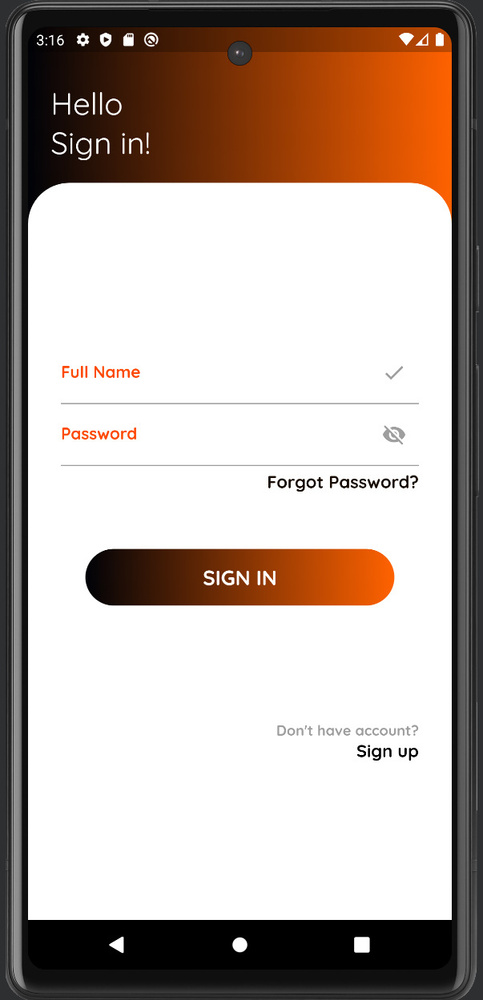 3:16
Hello
Sign in!
Full Name
Password
Forgot Password?
SIGN IN
Don't have account?
Sign up